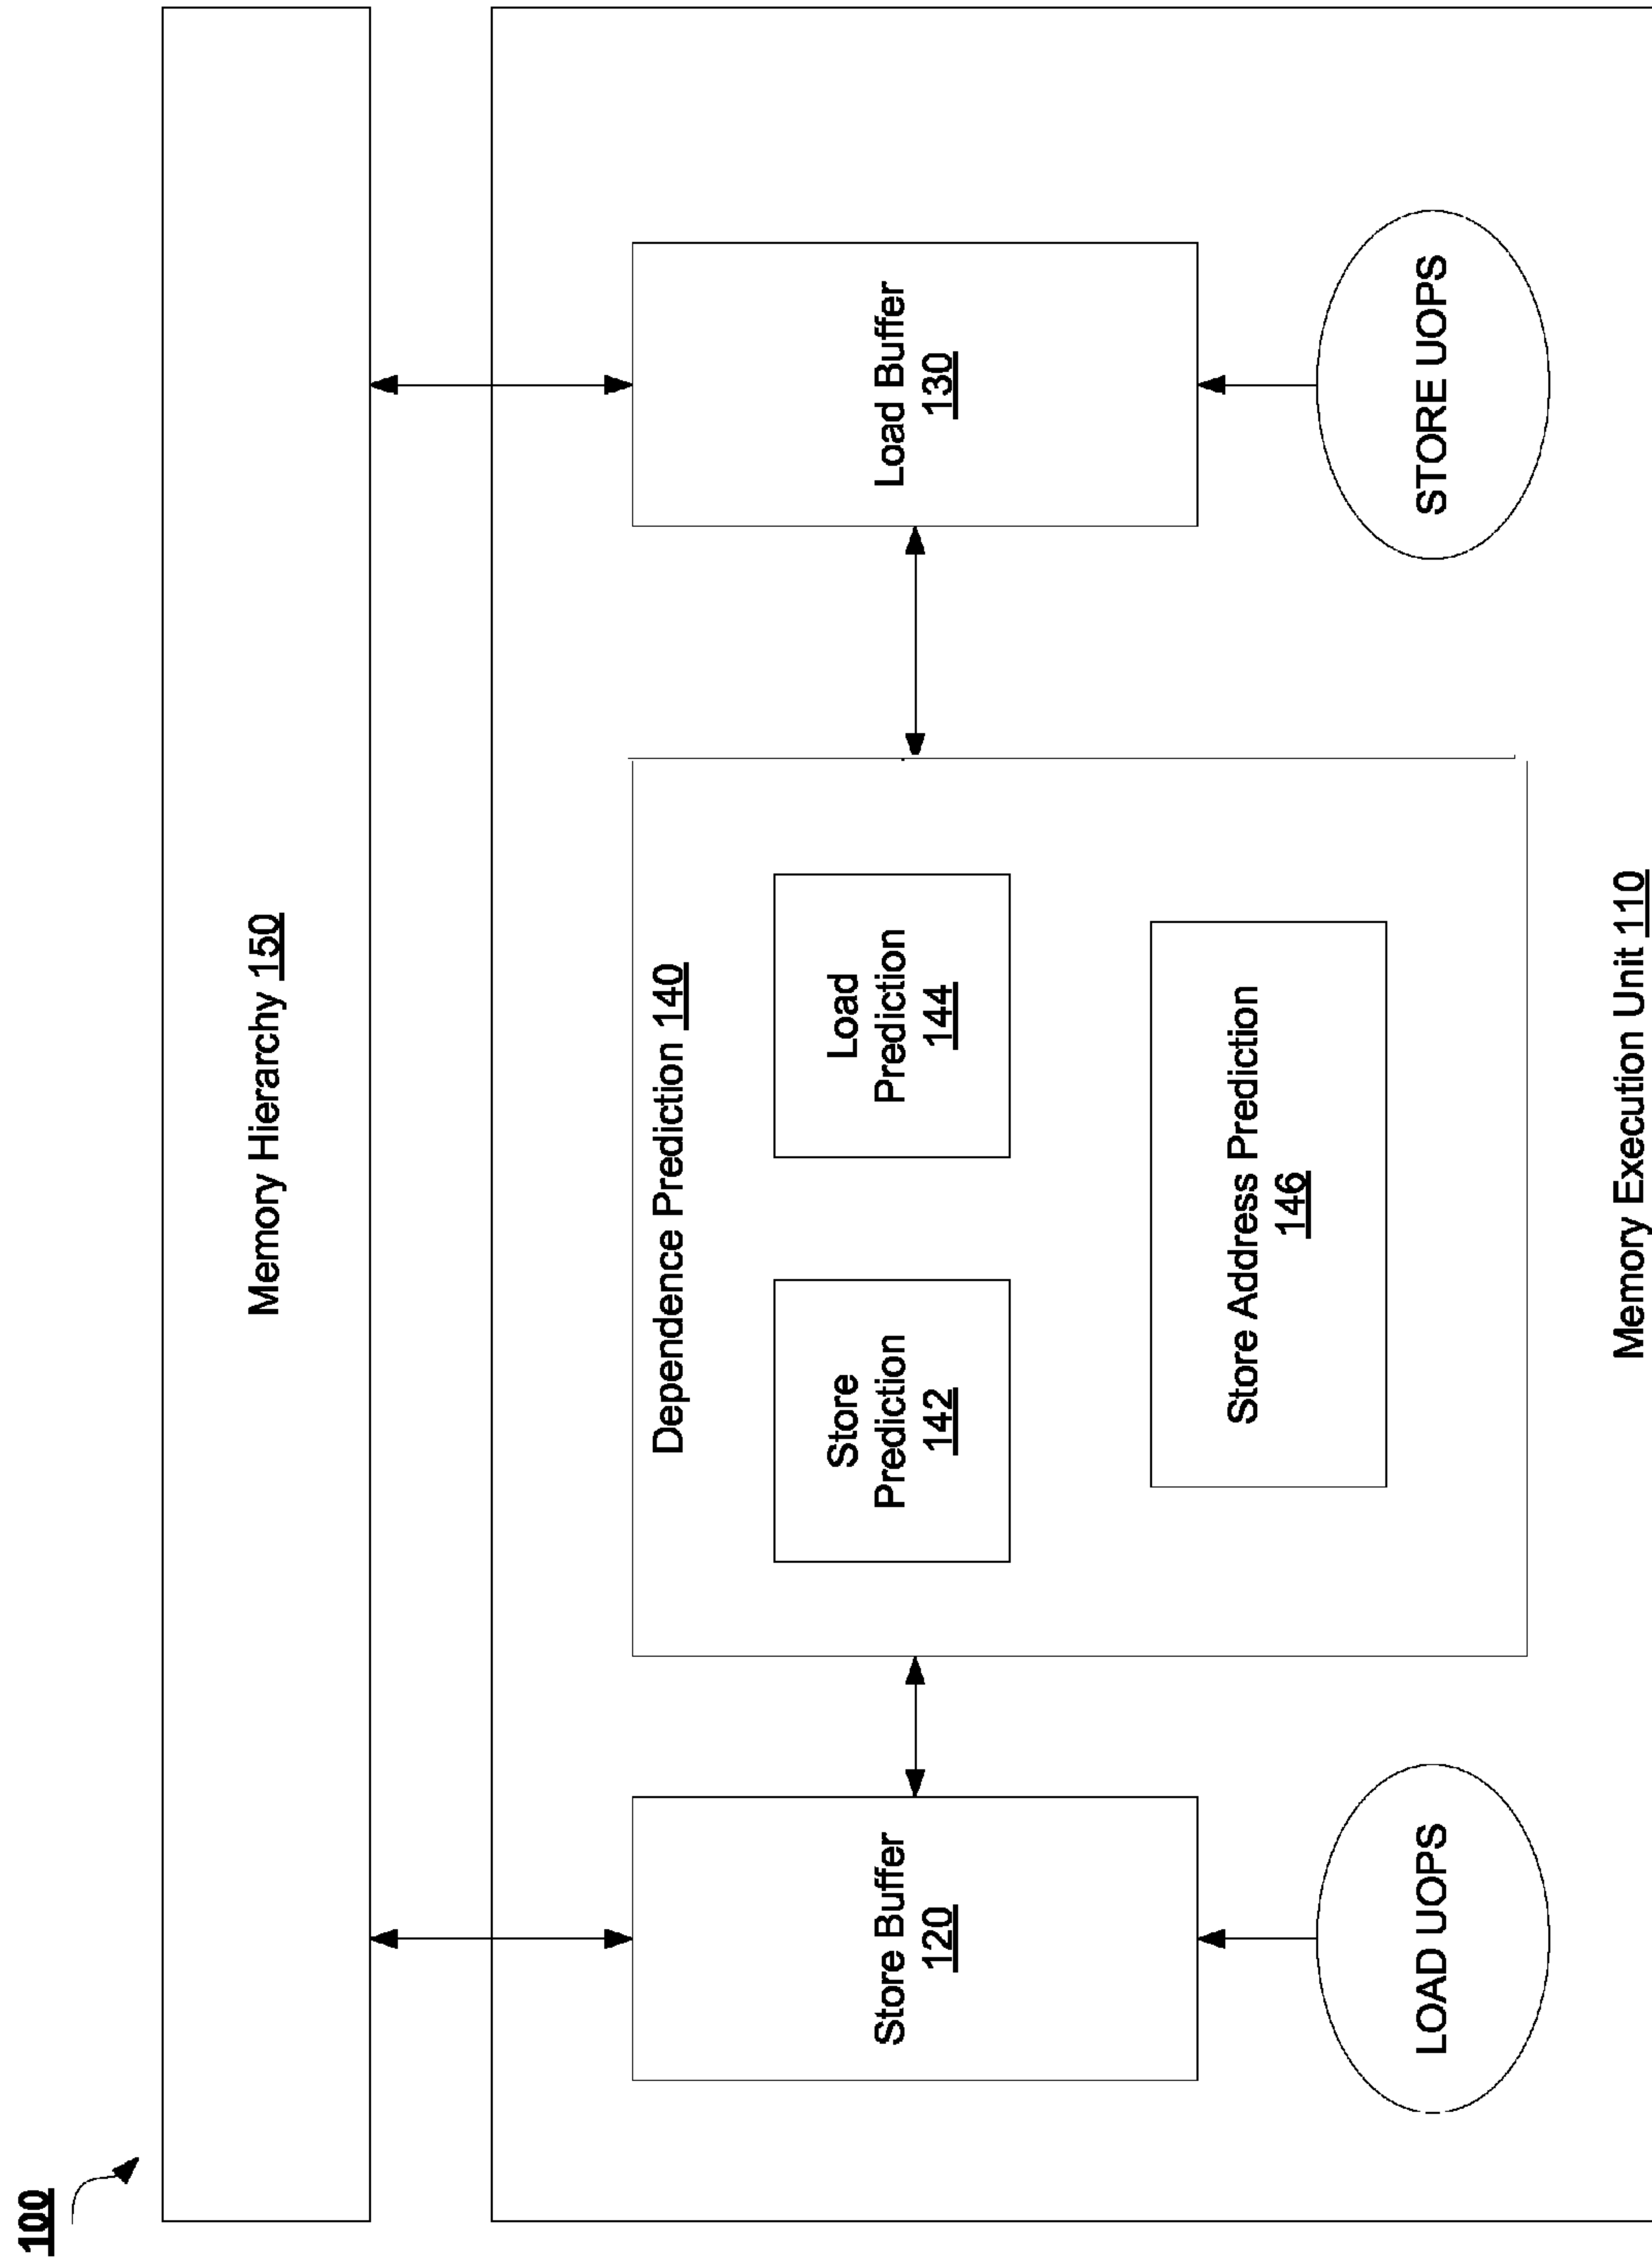 100
Memory Hierarchy 150
Dependence Prediction 140
Store Buffer
120
Store
Prediction
142
Load
Prediction
144
Load Buffer
130
Store Address Prediction
146
LOAD UOPS
STORE UOPS
Memory Execution Unit 110